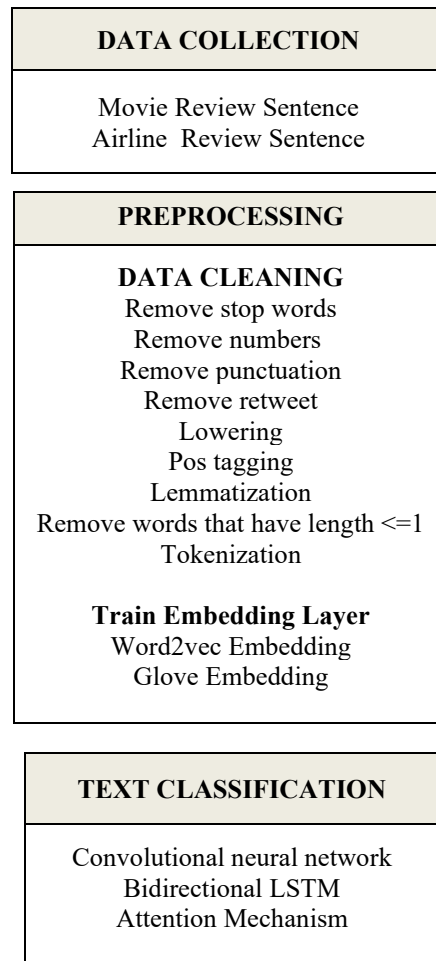 DATA COLLECTION
Movie Review Sentence
Airline Review Sentence
PREPROCESSING
DATA CLEANING
Remove stop words
Remove numbers
Remove punctuation
Remove retweet
Lowering
Pos tagging
Lemmatization
Remove words that have length <=1
Tokenization
Train Embedding Layer
Word2vec Embedding
Glove Embedding
TEXT CLASSIFICATION
Convolutional neural network
Bidirectional LSTM
Attention Mechanism